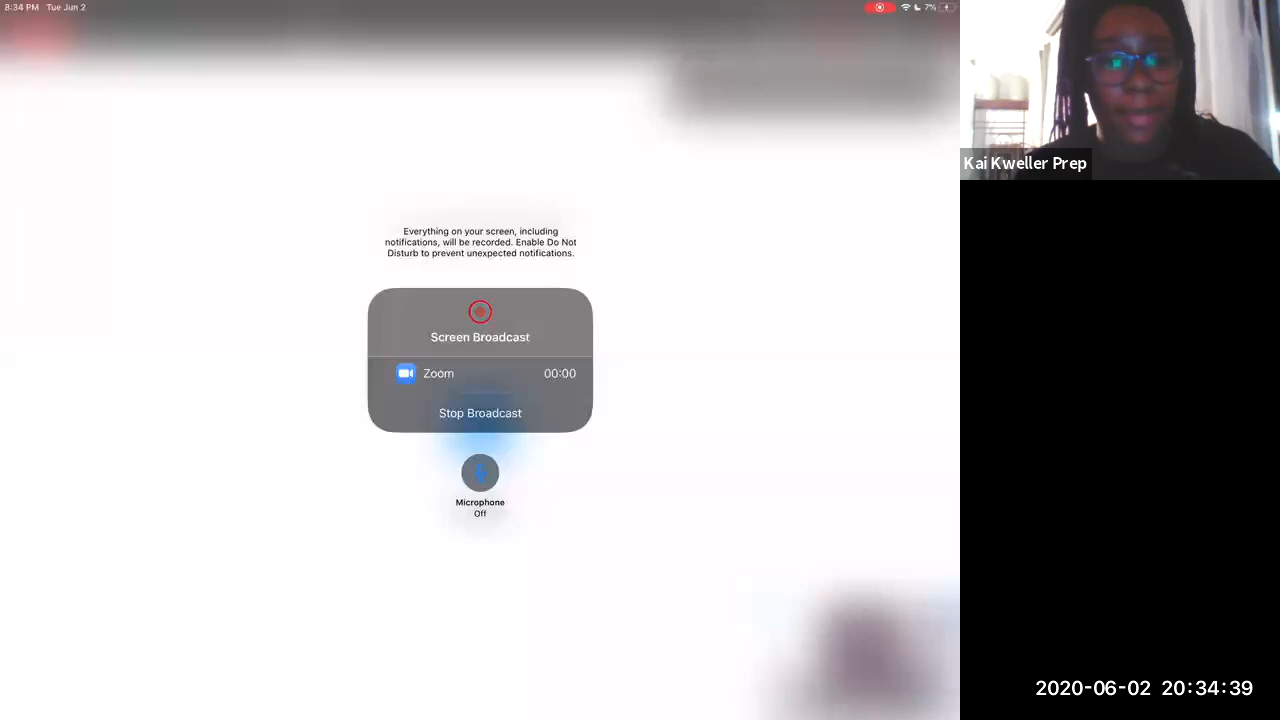 8:34 PM Tue Jun 2
7%
Everything on your screen, including
notifications, will be recorded. Enable Do Not
Disturb to prevent unexpected notifications.
Screen Broadcast
Zoom 00:00
Stop Broadcast
Microphone
Off
Kai Kweller Prep
2020-06-02 20:34:39